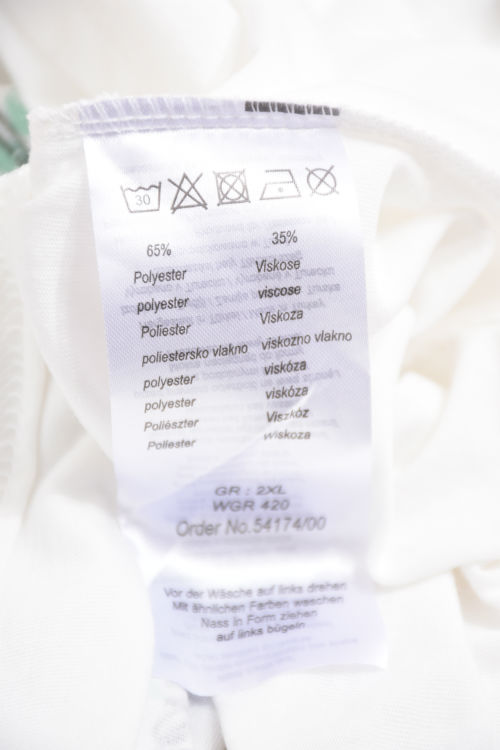 30
65% 35%
Polyester Viskose
polyester viscose
Poliester Viskoza
poliestersko vlakno viskozno vlakno
polyester viskóza
polyester viskóza
Poliészter Viszkóz
Poliester wiskoza
GR : 2XL
WGR 420
Order No.54174/00
Vor der Wäsche auf links drehen
Mit ähnlichen Farben waschen
Nass in Form ziehen
auf links bügeln